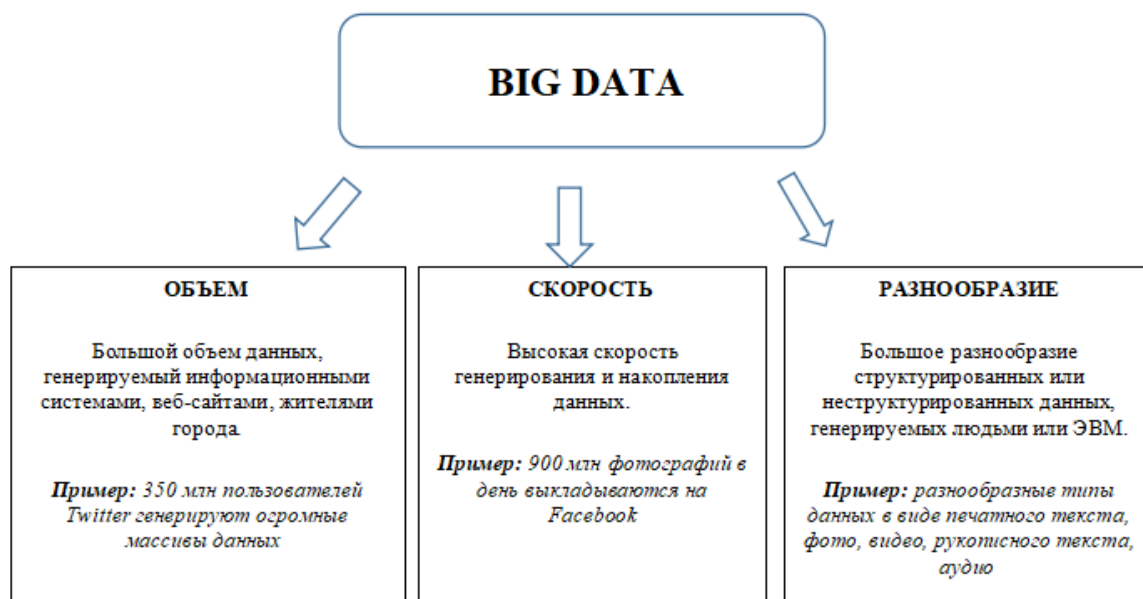 BIG DATA
ОБЪЕМ
Большой объем данных,
генерируемый информационными
системами, веб-сайтами, жителями
города.
Пример: 350 млн пользователей
Twitter генерируют огромные
массивы данных
СКОРОСТЬ
Высокая скорость
генерирования и накопления
данных.
Пример: 900 млн фотографий в
день выкладываются на
Facebook
РАЗНООБРАЗИЕ
Большое разнообразие
структурированных или
неструктурированных данных,
генерируемых людьми или ЭВМ.
Пример: разнообразные типы
данных в виде печатного текста,
фото, видео, рукописного текста,
аудио